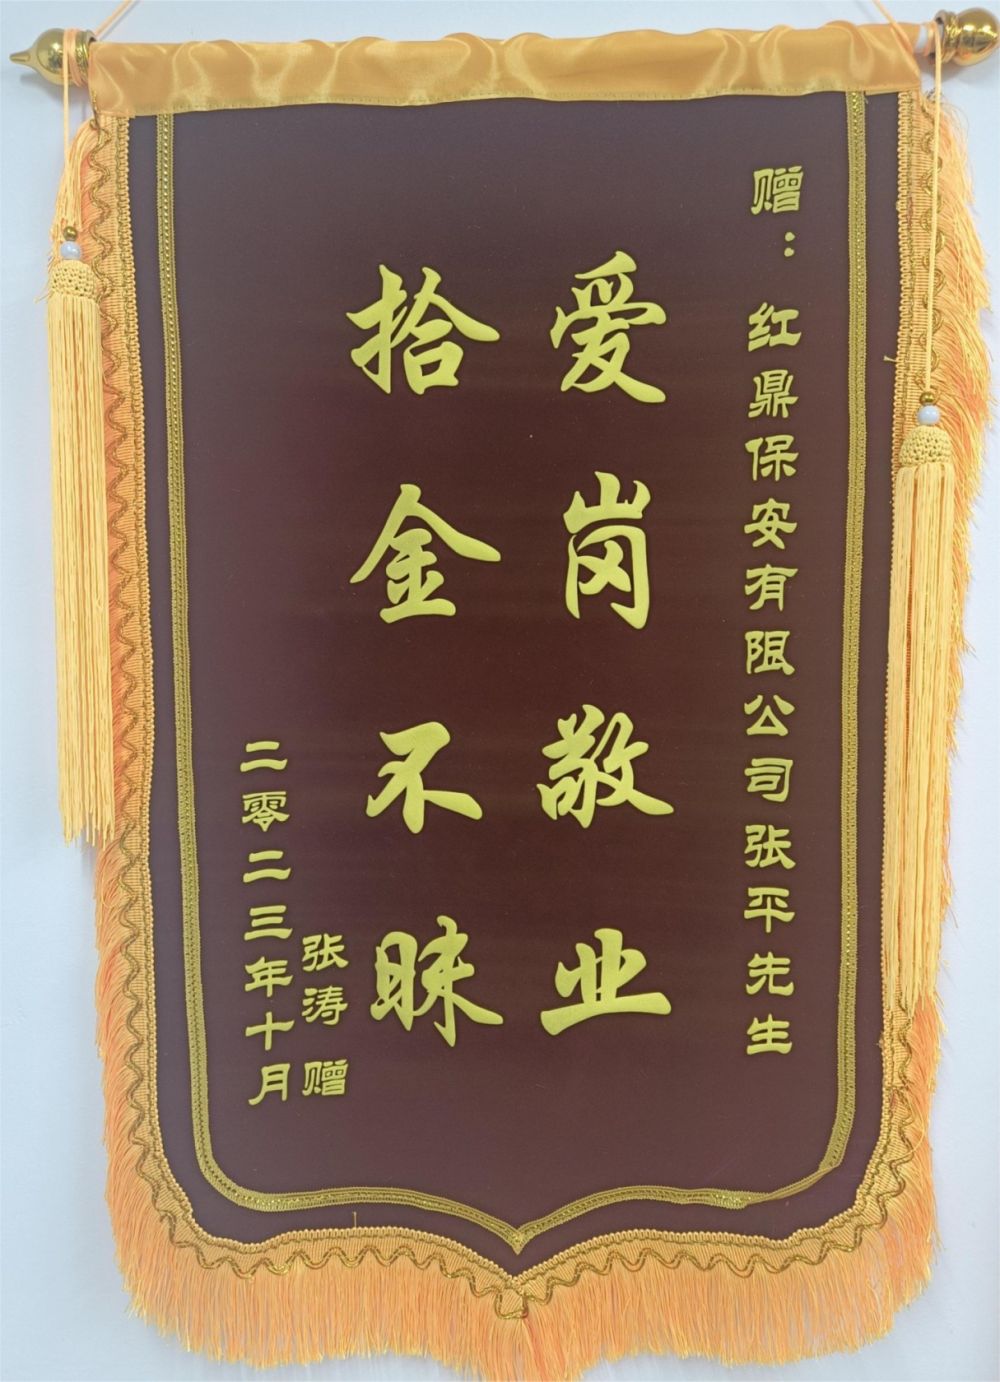 赠：红鼎保安有限公司张平先生
爱岗敬业
拾金不昧
张涛赠
二零二三年十月